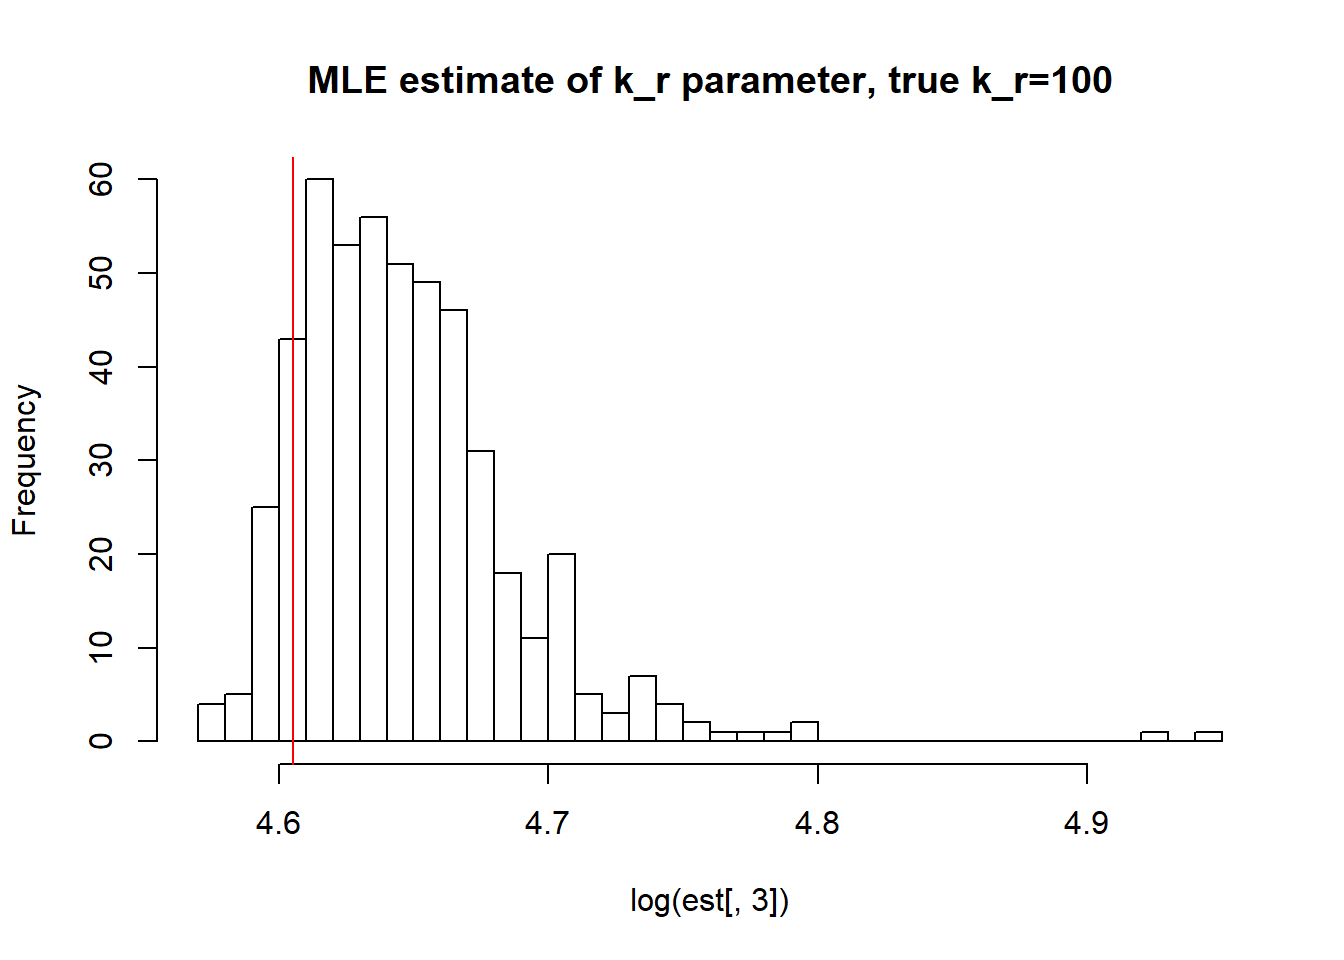 MLE estimate of k_r parameter, true k_r=100
Frequency
60
50
40
30
20
10
0
4.6 4.7 4.8 4.9
log(est[, 3])